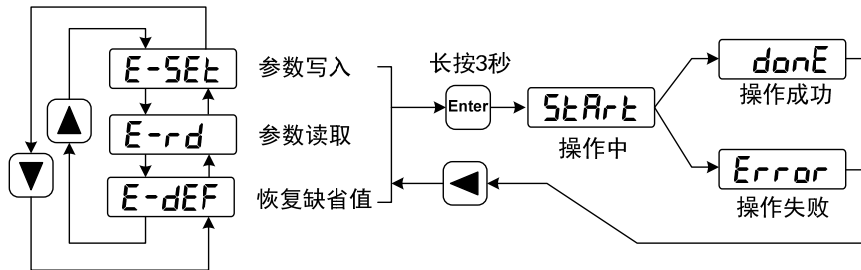 E-SEt
参数写入
E-rd
参数读取
E-dEF
恢复缺省值
长按3秒
Enter
StArt
操作中
donE
操作成功
Error
操作失败